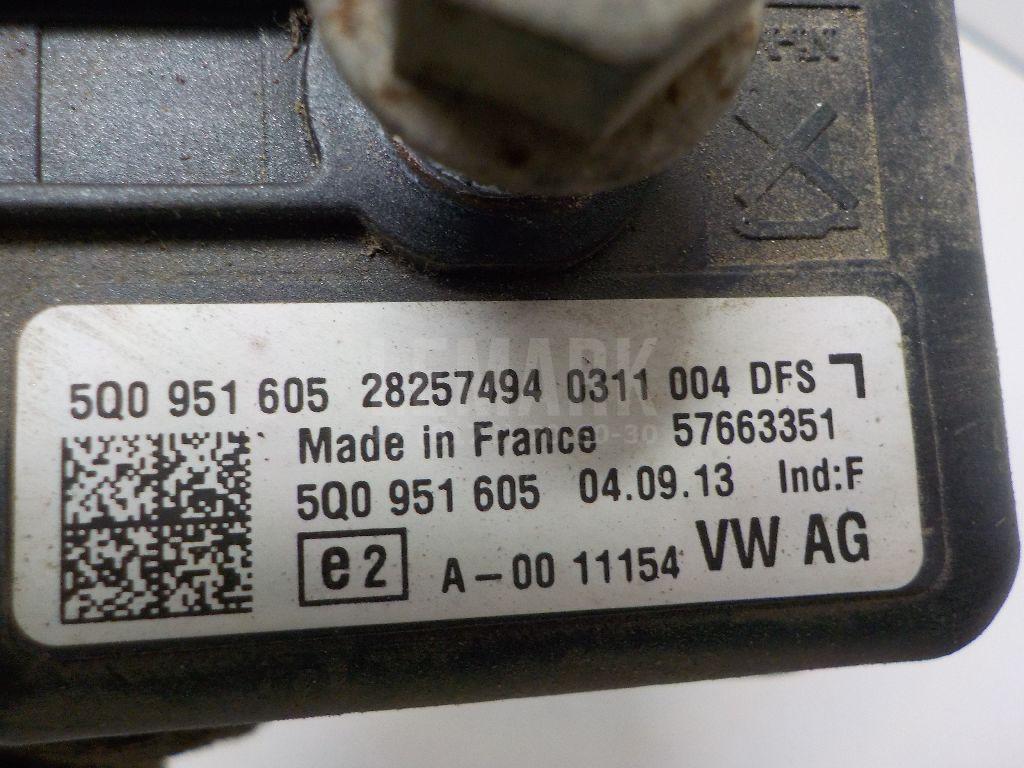 LEMARK
5Q0 951 605 28257494 0311 004 DFS
Made in France 57663351
5Q0 951 605 04.09.13 Ind:F
e2 A-00 11154 VW AG